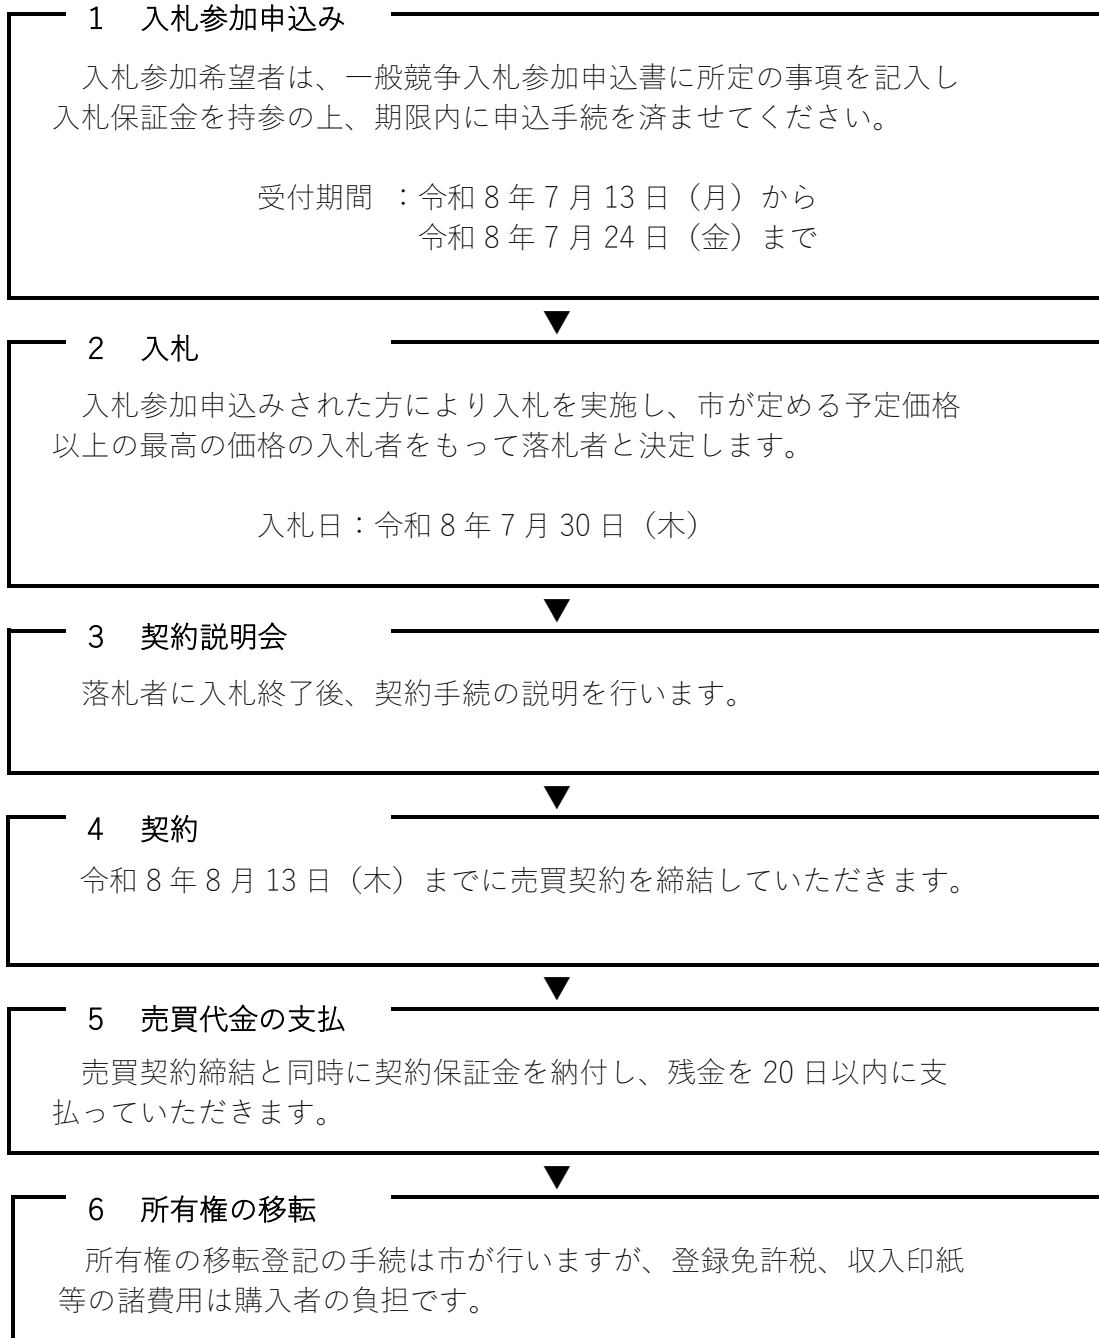 1 入札参加申込み
入札参加希望者は、一般競争入札参加申込書に所定の事項を記入し
入札保証金を持参の上、期限内に申込手続を済ませてください。
受付期間 ：令和 8 年 7 月 13 日（月）から
令和 8 年 7 月 24 日（金）まで
▼
2 入札
入札参加申込みされた方により入札を実施し、市が定める予定価格
以上の最高の価格の入札者をもって落札者と決定します。
入札日：令和 8 年 7 月 30 日（木）
▼
3 契約説明会
落札者に入札終了後、契約手続の説明を行います。
▼
4 契約
令和 8 年 8 月 13 日（木）までに売買契約を締結していただきます。
▼
5 売買代金の支払
売買契約締結と同時に契約保証金を納付し、残金を 20 日以内に支
払っていただきます。
▼
6 所有権の移転
所有権の移転登記の手続は市が行いますが、登録免許税、収入印紙
等の諸費用は購入者の負担です。